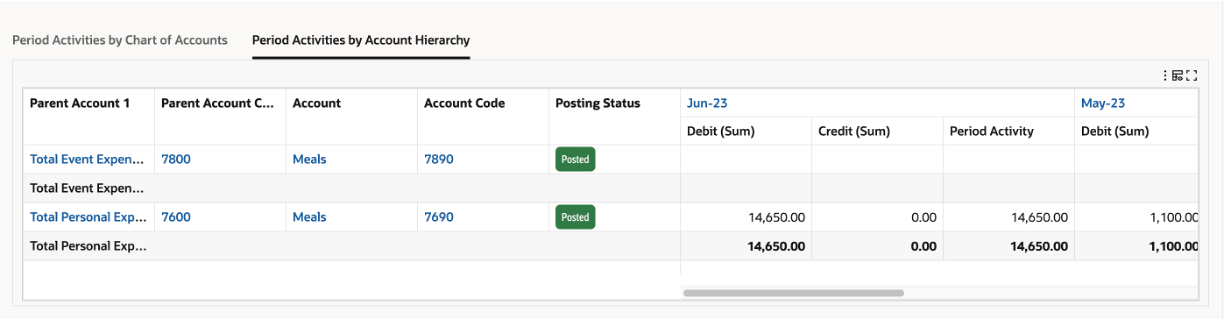 Period Activities by Chart of Accounts Period Activities by Account Hierarchy
Parent Account 1 Parent Account C... Account Account Code Posting Status Jun-23 May-23
Debit (Sum) Credit (Sum) Period Activity Debit (Sum)
Total Event Expen... 7800 Meals 7890 Posted
Total Event Expen...
Total Personal Exp... 7600 Meals 7690 Posted 14,650.00 0.00 14,650.00 1,100.00
Total Personal Exp... 14,650.00 0.00 14,650.00 1,100.00